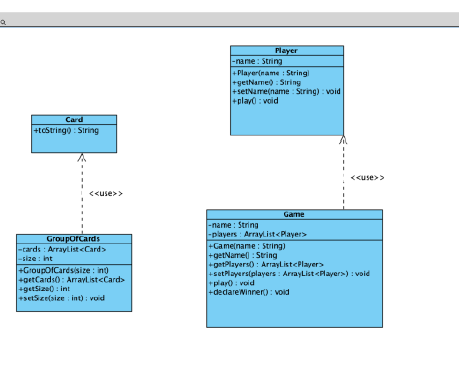 Player
-name : String
+Player(name : String)
+getName() : String
+setName(name : String) : void
+play() : void
Card
+toString() : String
<<use>>
<<use>>
GroupOfCards
-cards : ArrayList<Card>
-size : int
+GroupOfCards(size : int)
+getCards() : ArrayList<Card>
+getSize() : int
+setSize(size : int) : void
Game
-name : String
-players : ArrayList<Player>
+Game(name : String)
+getName() : String
+getPlayers() : ArrayList<Player>
+setPlayers(players : ArrayList<Player>) : void
+play() : void
+declareWinner() : void